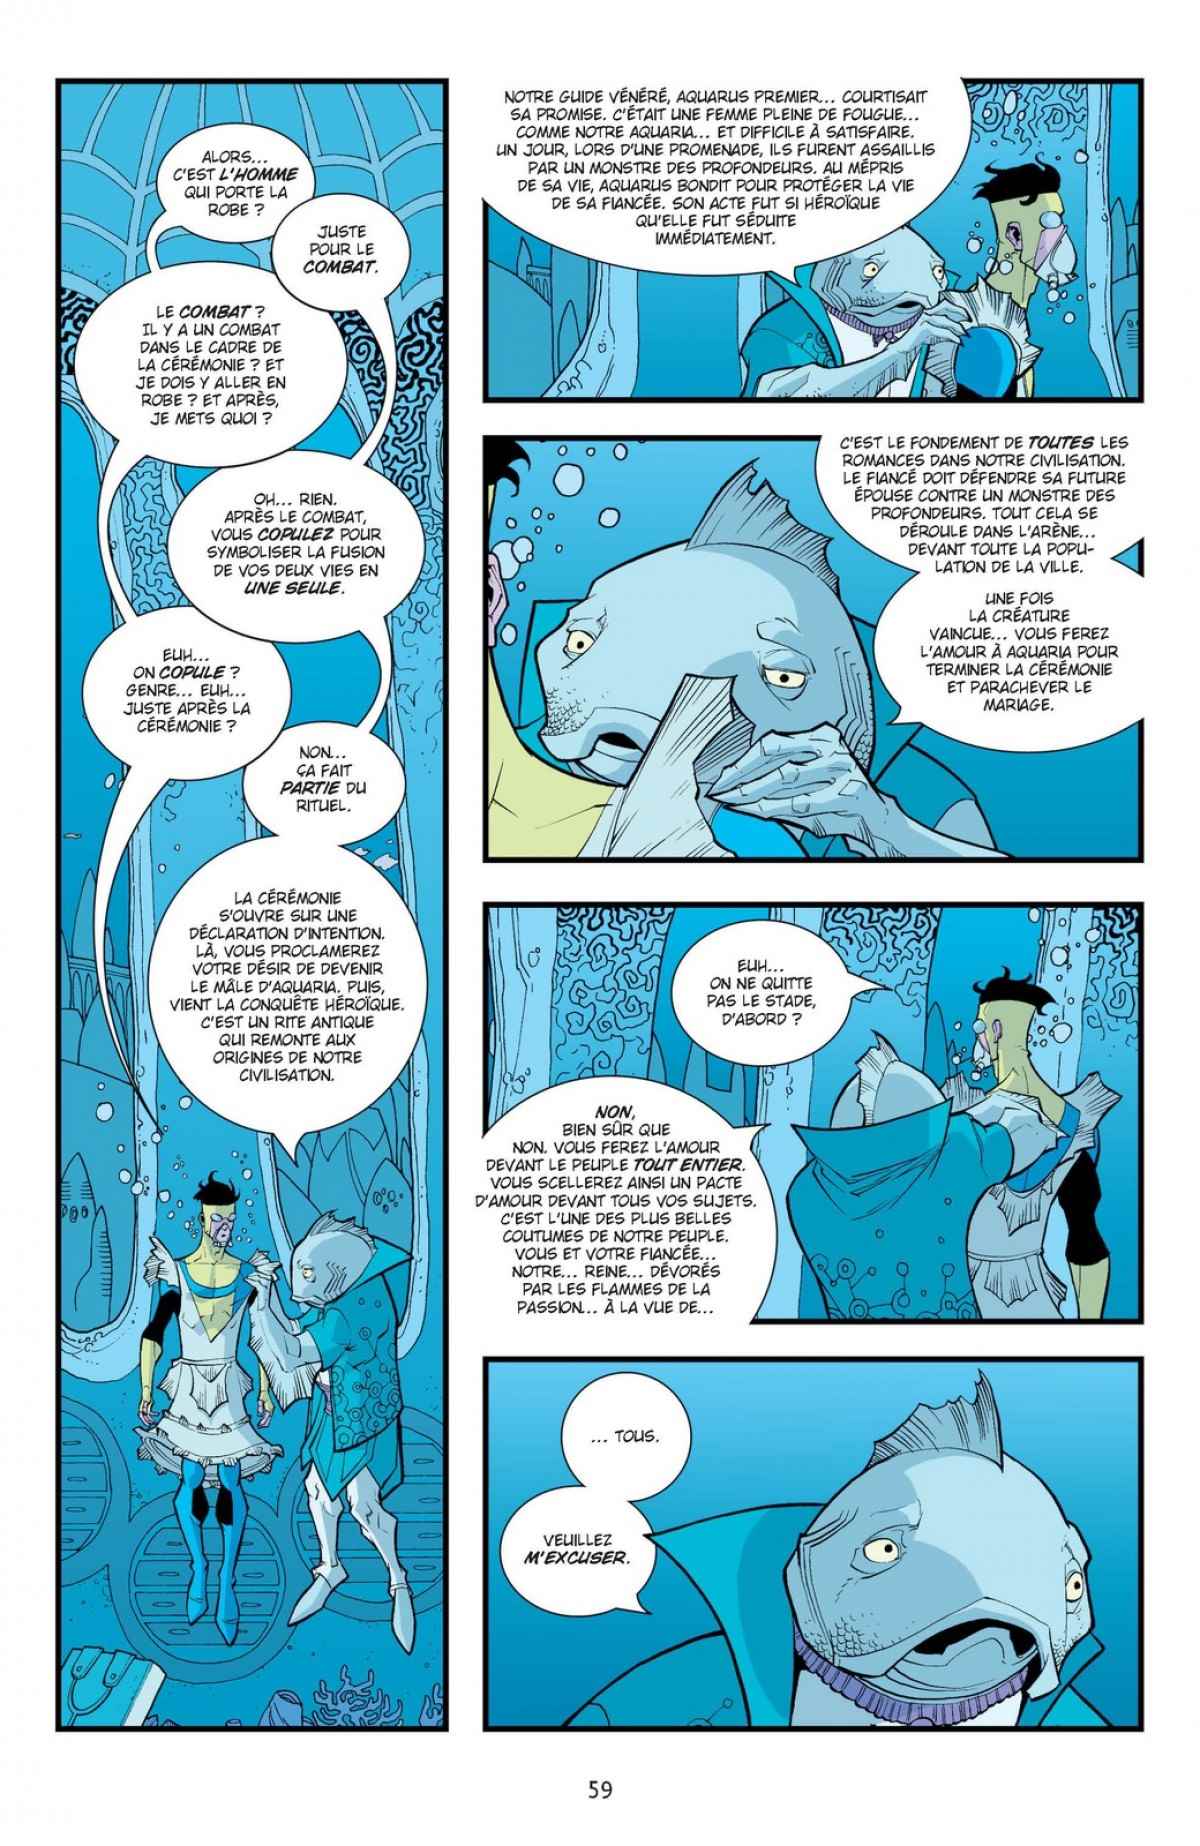 ALORS...
C'EST L'HOMME
QUI PORTE LA
ROBE ?
JUSTE
POUR LE
COMBAT.
LE COMBAT ?
IL Y A UN COMBAT
DANS LE CADRE DE
LA CÉRÉMONIE ? ET
JE DOIS Y ALLER EN
ROBE ? ET APRÈS,
JE METS QUOI ?
OH... RIEN.
APRÈS LE COMBAT,
VOUS COPULEZ POUR
SYMBOLISER LA FUSION
DE VOS DEUX VIES EN
UNE SEULE.
EUH...
ON COPULE ?
GENRE... EUH...
JUSTE APRÈS LA
CÉRÉMONIE ?
NON...
ÇA FAIT
PARTIE DU
RITUEL.
LA CÉRÉMONIE
S'OUVRE SUR UNE
DÉCLARATION D'INTENTION.
LÀ, VOUS PROCLAMEREZ
VOTRE DÉSIR DE DEVENIR
LE MÂLE D'AQUARIA. PUIS,
VIENT LA CONQUÊTE HÉROÏQUE.
C'EST UN RITE ANTIQUE
QUI REMONTE AUX
ORIGINES DE NOTRE
CIVILISATION.
NOTRE GUIDE VÉNÉRÉ, AQUARUS PREMIER... COURTISAIT
SA PROMISE. C'ÉTAIT UNE FEMME PLEINE DE FOUGUE...
COMME NOTRE AQUARIA... ET DIFFICILE À SATISFAIRE.
UN JOUR, LORS D'UNE PROMENADE, ILS FURENT ASSAILLIS
PAR UN MONSTRE DES PROFONDEURS. AU MÉPRIS
DE SA VIE, AQUARUS BONDIT POUR PROTÉGER LA VIE
DE SA FIANCÉE. SON ACTE FUT SI HÉROÏQUE
QU'ELLE FUT SÉDUITE
IMMÉDIATEMENT.
C'EST LE FONDEMENT DE TOUTES LES
ROMANCES DANS NOTRE CIVILISATION.
LE FIANCÉ DOIT DÉFENDRE SA FUTURE
ÉPOUSE CONTRE UN MONSTRE DES
PROFONDEURS. TOUT CELA SE
DÉROULE DANS L'ARÈNE...
DEVANT TOUTE LA POPU-
LATION DE LA VILLE.
UNE FOIS
LA CRÉATURE
VAINCUE... VOUS FEREZ
L'AMOUR À AQUARIA POUR
TERMINER LA CÉRÉMONIE
ET PARACHEVER LE
MARIAGE.
EUH...
ON NE QUITTE
PAS LE STADE,
D'ABORD ?
NON,
BIEN SÛR QUE
NON. VOUS FEREZ L'AMOUR
DEVANT LE PEUPLE TOUT ENTIER.
VOUS SCELLEREZ AINSI UN PACTE
D'AMOUR DEVANT TOUS VOS SUJETS.
C'EST L'UNE DES PLUS BELLES
COUTUMES DE NOTRE PEUPLE.
VOUS ET VOTRE FIANCÉE...
NOTRE... REINE... DÉVORÉS
PAR LES FLAMMES DE LA
PASSION... À LA VUE DE...
... TOUS.
VEUILLEZ
M'EXCUSER.
59